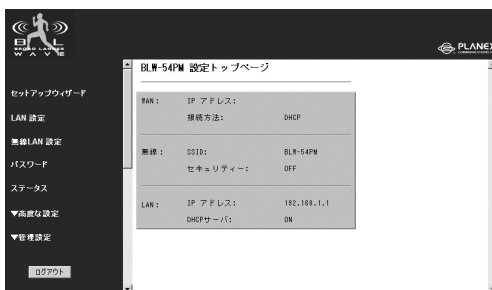 BROAD LANNER
WAVE
PLANEX
BLW-54PM 設定トップページ
セットアップウィザード
LAN 設定
無線LAN 設定
パスワード
ステータス
▼高度な設定
▼管理設定
ログアウト
WAN: IP アドレス:
接続方法: DHCP
無線: SSID: BLW-54PM
セキュリティー: OFF
LAN: IP アドレス: 192.168.1.1
DHCPサーバ: ON